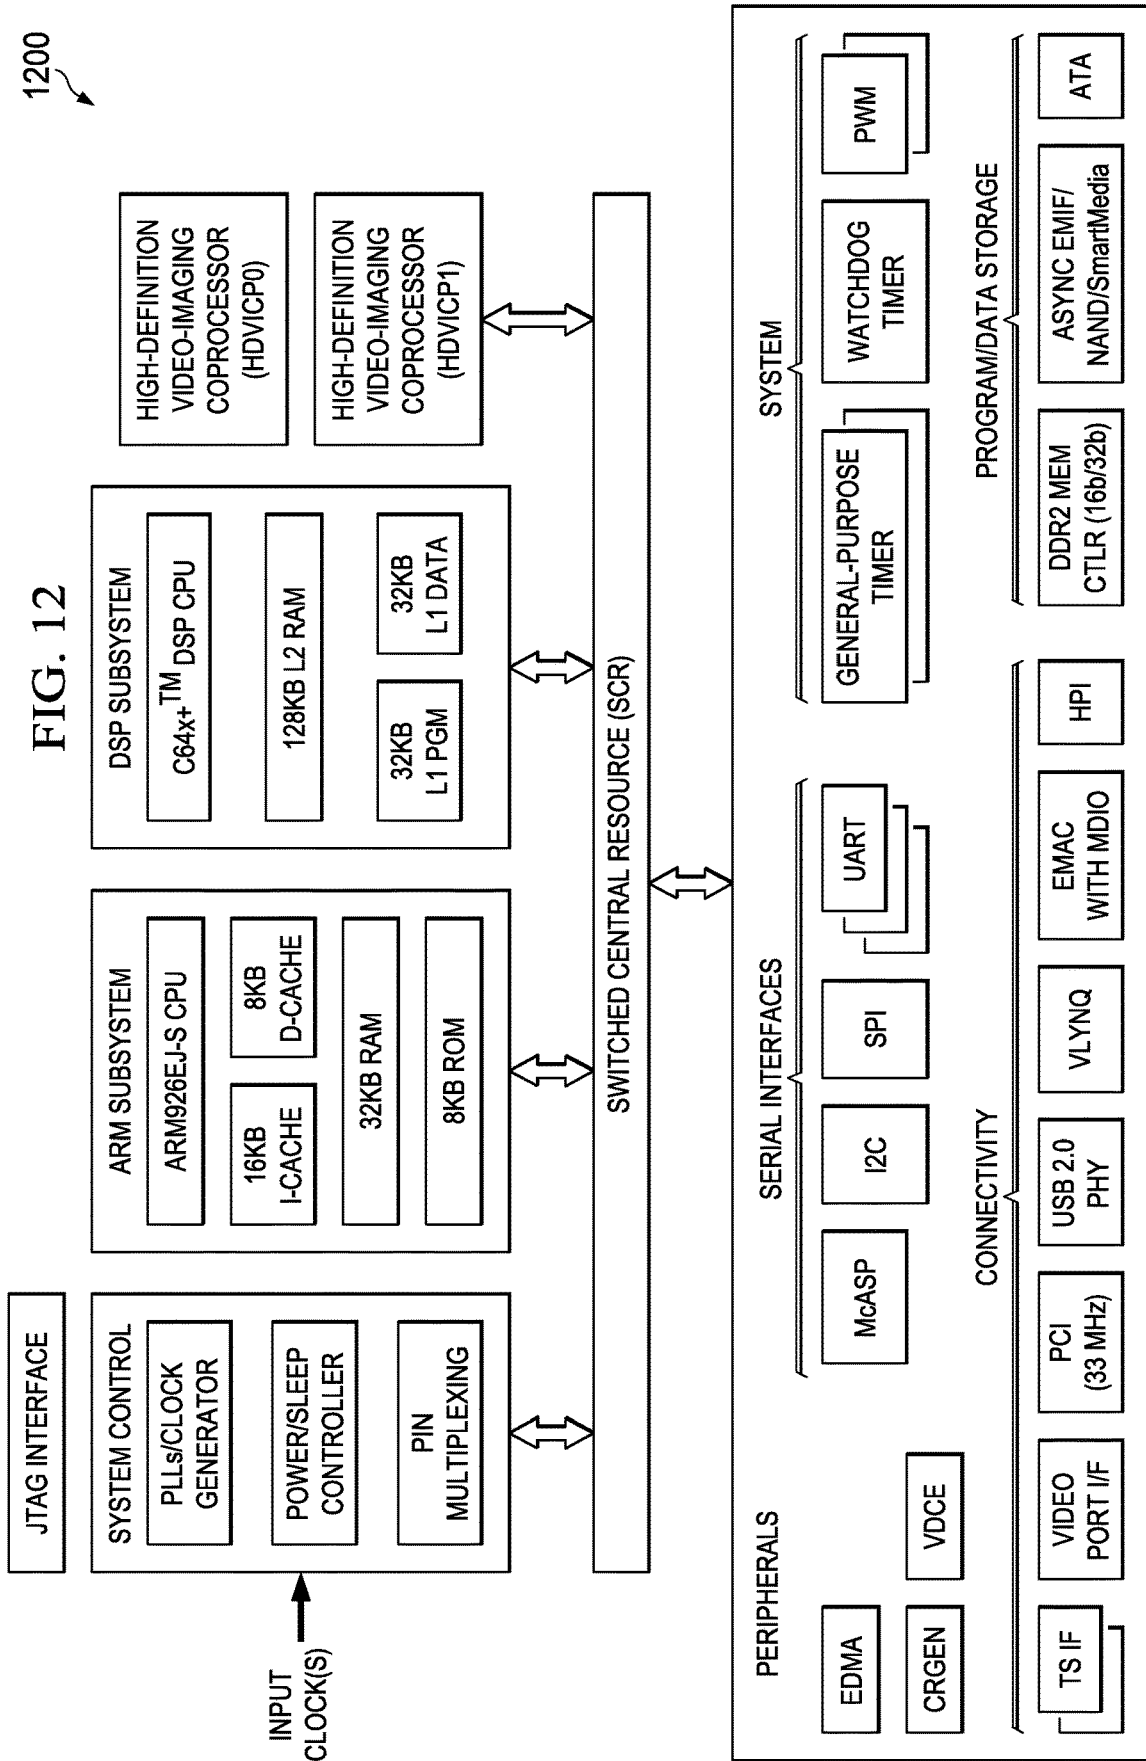 FIG. 12
1200
JTAG INTERFACE
INPUT
CLOCK(S)
SYSTEM CONTROL
PLLs/CLOCK
GENERATOR
POWER/SLEEP
CONTROLLER
PIN
MULTIPLEXING
ARM SUBSYSTEM
ARM926EJ-S CPU
16KB
I-CACHE
8KB
D-CACHE
32KB RAM
8KB ROM
DSP SUBSYSTEM
C64x+™ DSP CPU
128KB L2 RAM
32KB
L1 PGM
32KB
L1 DATA
HIGH-DEFINITION
VIDEO-IMAGING
COPROCESSOR
(HDVICP0)
HIGH-DEFINITION
VIDEO-IMAGING
COPROCESSOR
(HDVICP1)
SWITCHED CENTRAL RESOURCE (SCR)
PERIPHERALS
EDMA
CRGEN
VDCE
SERIAL INTERFACES
McASP
I2C
SPI
UART
SYSTEM
GENERAL-PURPOSE
TIMER
WATCHDOG
TIMER
PWM
CONNECTIVITY
TS IF
VIDEO
PORT I/F
PCI
(33 MHz)
USB 2.0
PHY
VLYNQ
EMAC
WITH MDIO
HPI
PROGRAM/DATA STORAGE
DDR2 MEM
CTLR (16b/32b)
ASYNC EMIF/
NAND/SmartMedia
ATA